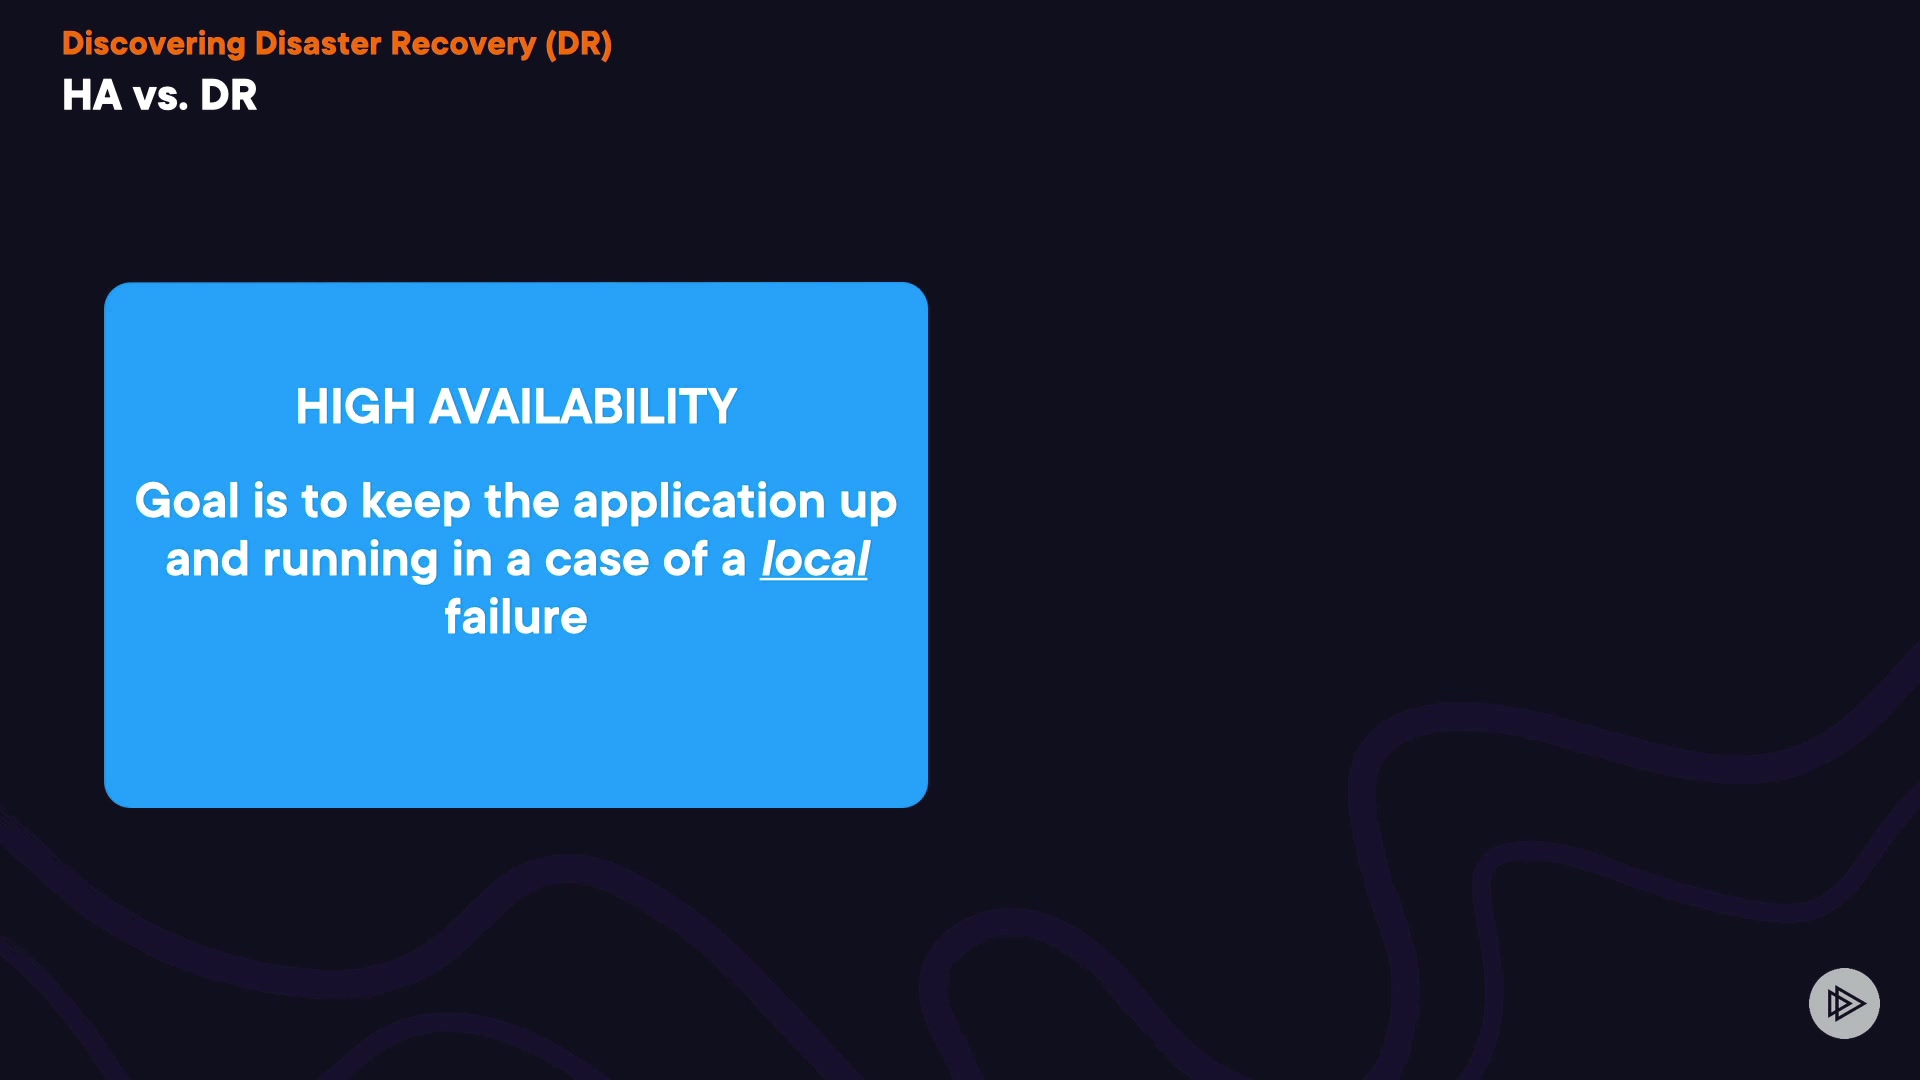 Discovering Disaster Recovery (DR)
HA vs. DR
HIGH AVAILABILITY
Goal is to keep the application up
and running in a case of a local
failure